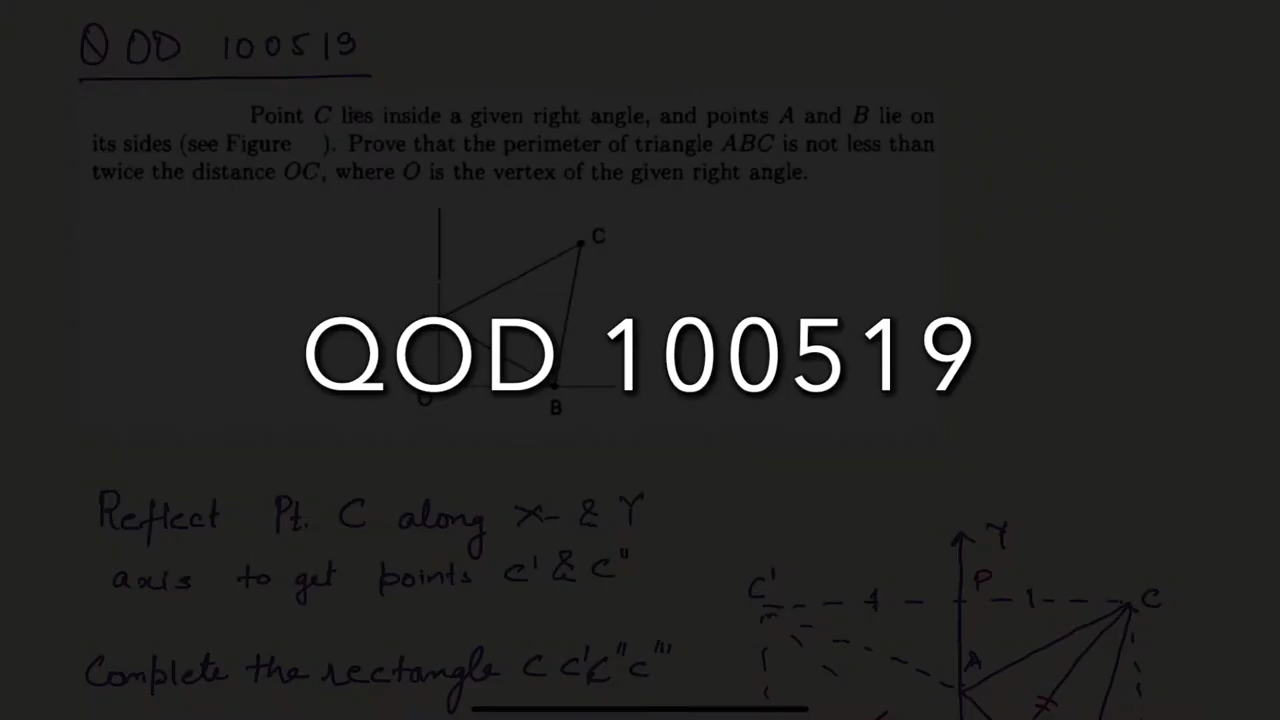 QOD 100519
Point C lies inside a given right angle, and points A and B lie on
its sides (see Figure ). Prove that the perimeter of triangle ABC is not less than
twice the distance OC, where O is the vertex of the given right angle.
C
QOD 100519
O
B
Reflect Pt. C along X- & Y
axis to get points C' & C"
Complete the rectangle C C'C"C'"
Y
C'
P
C
A